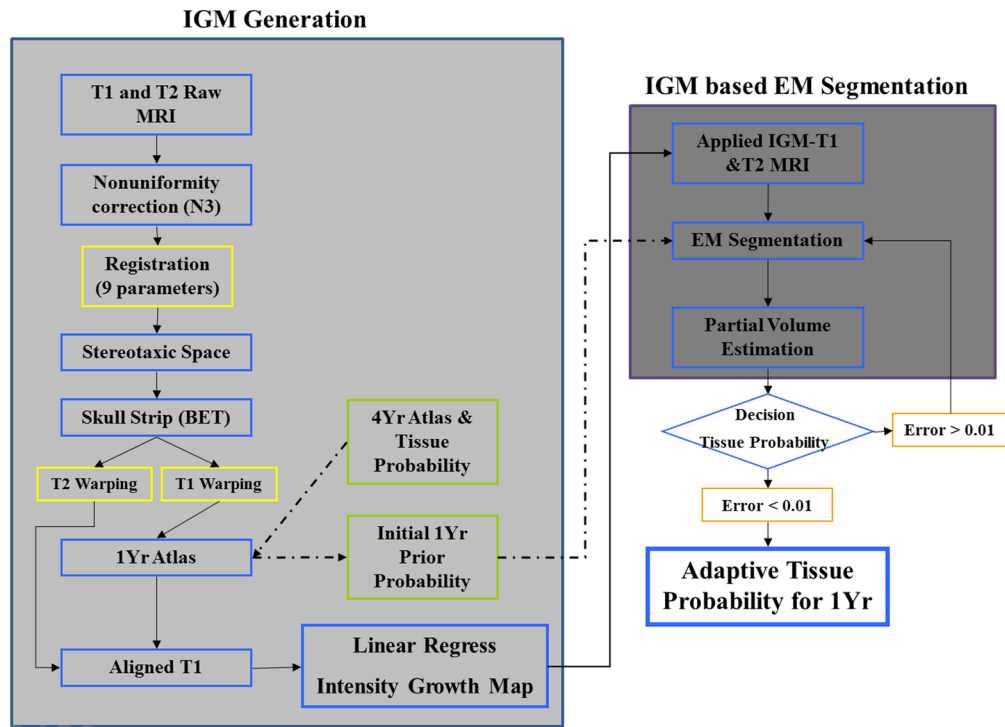 IGM Generation
T1 and T2 Raw
MRI
Nonuniformity
correction (N3)
Registration
(9 parameters)
Stereotaxic Space
Skull Strip (BET)
T2 Warping
T1 Warping
1Yr Atlas
Aligned T1
4Yr Atlas &
Tissue
Probability
Initial 1Yr
Prior
Probability
Linear Regress
Intensity Growth Map
IGM based EM Segmentation
Applied IGM-T1
&T2 MRI
EM Segmentation
Partial Volume
Estimation
Decision
Tissue Probability
Error > 0.01
Error < 0.01
Adaptive Tissue
Probability for 1Yr